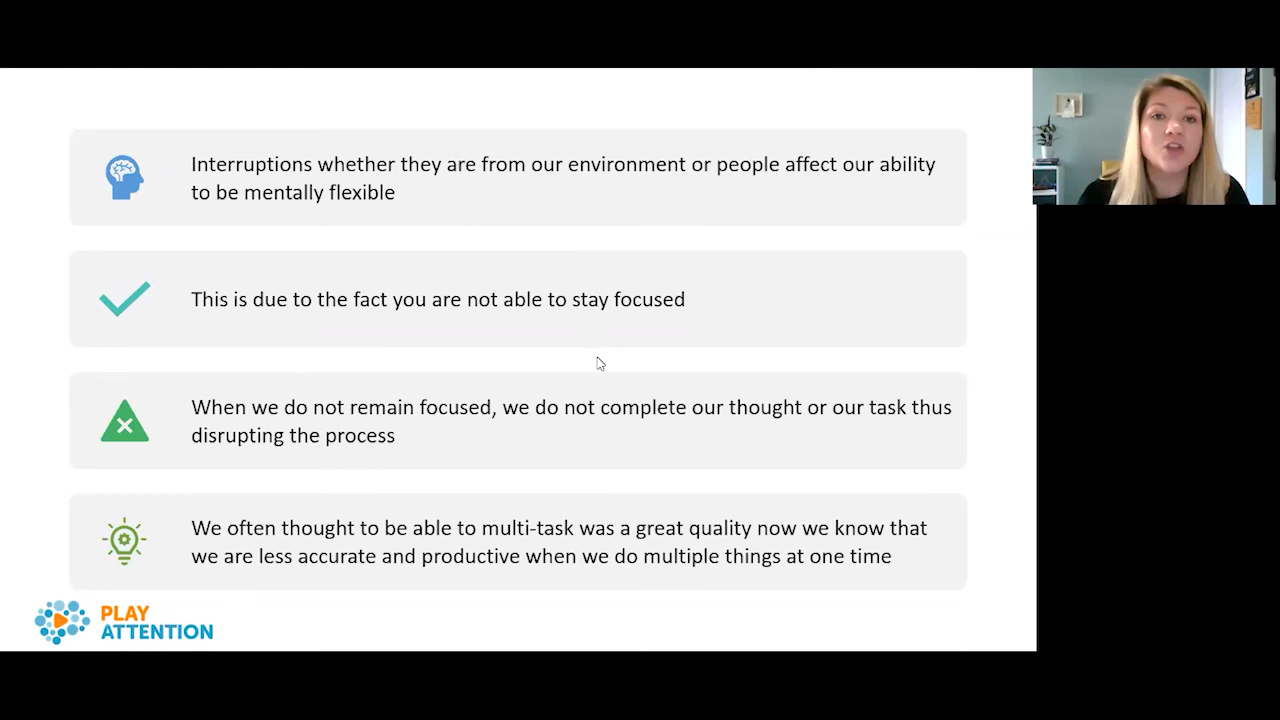 Interruptions whether they are from our environment or people affect our ability
to be mentally flexible
This is due to the fact you are not able to stay focused
When we do not remain focused, we do not complete our thought or our task thus
disrupting the process
We often thought to be able to multi-task was a great quality now we know that
we are less accurate and productive when we do multiple things at one time
PLAY
ATTENTION